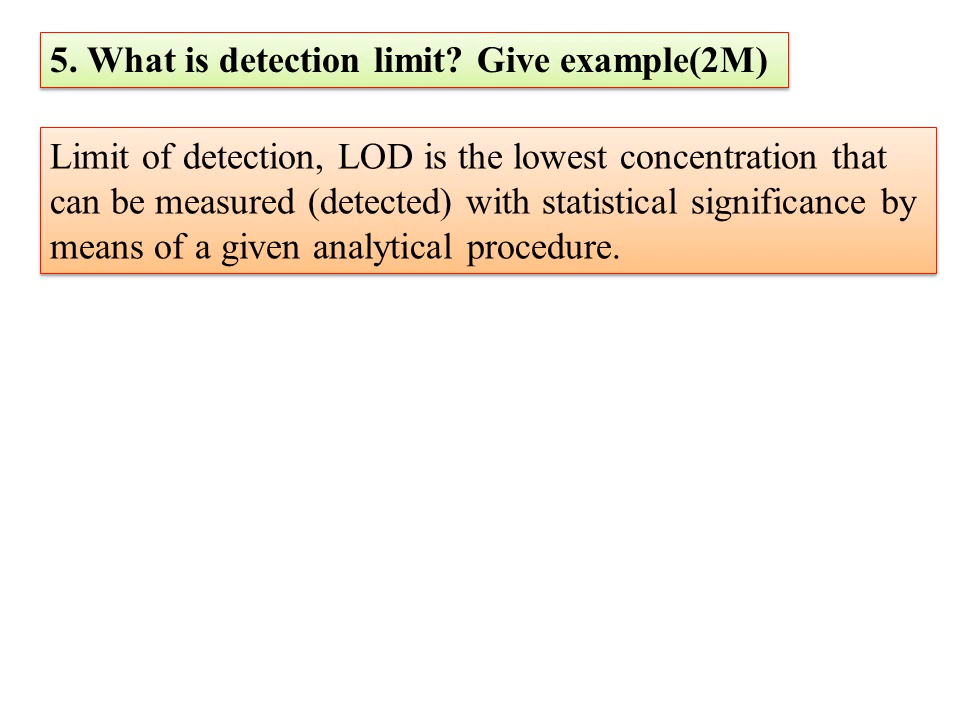 5. What is detection limit? Give example(2M)
Limit of detection, LOD is the lowest concentration that
can be measured (detected) with statistical significance by
means of a given analytical procedure.